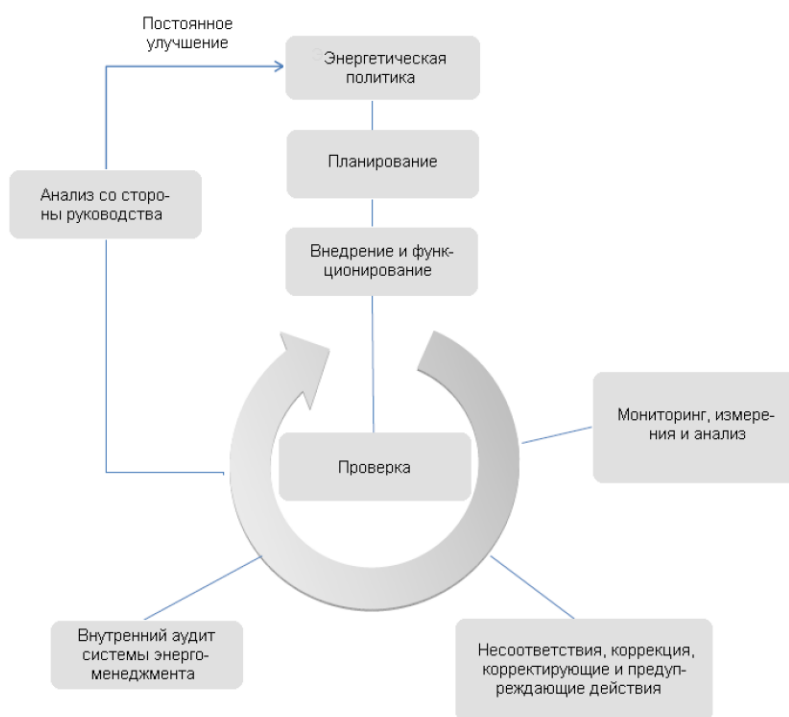 Постоянное
улучшение
Энергетическая
политика
Планирование
Анализ со сторо-
ны руководства
Внедрение и функ-
ционирование
Мониторинг, измере-
ния и анализ
Проверка
Внутренний аудит
системы энерго-
менеджмента
Несоответствия, коррекция,
корректирующие и предуп-
реждающие действия